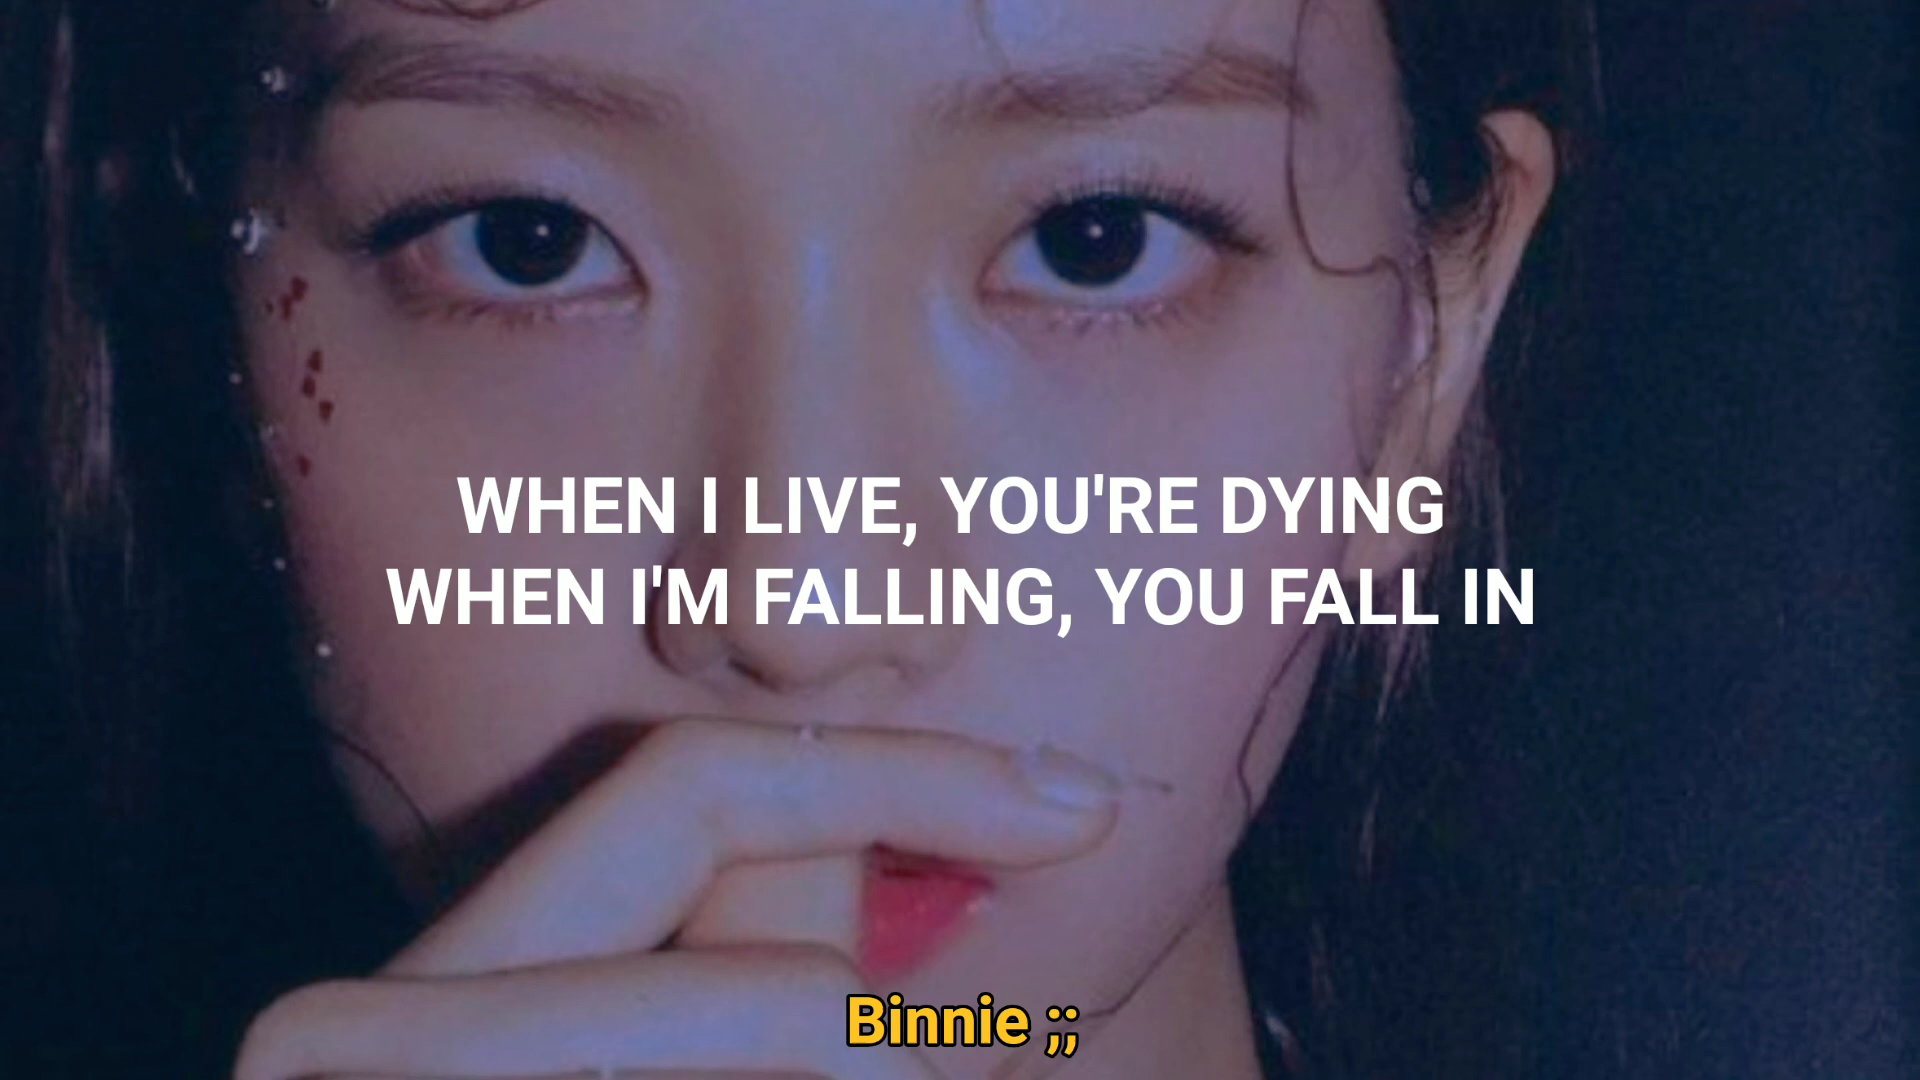 WHEN I LIVE, YOU'RE DYING
WHEN I'M FALLING, YOU FALL IN
Binnie ;;